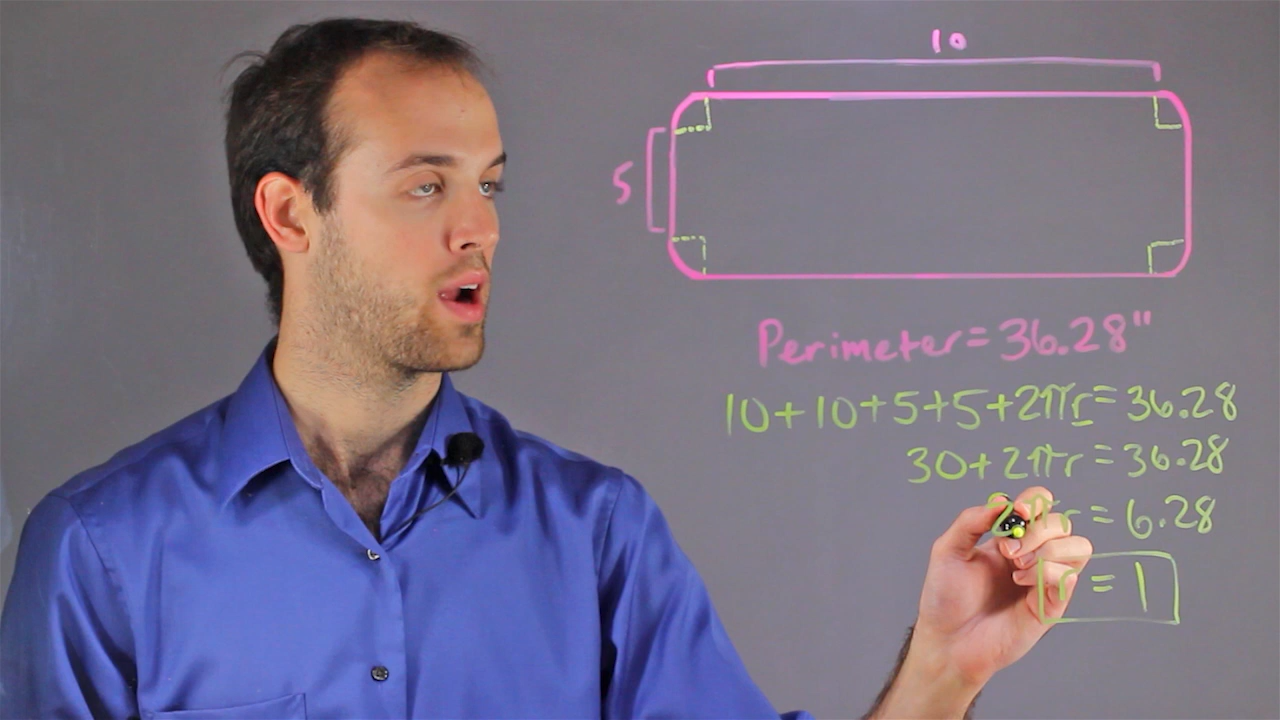 10
5
Perimeter=36.28"
10+10+5+5+2πr=36.28
30+2πr=36.28
2πr=6.28
r=1